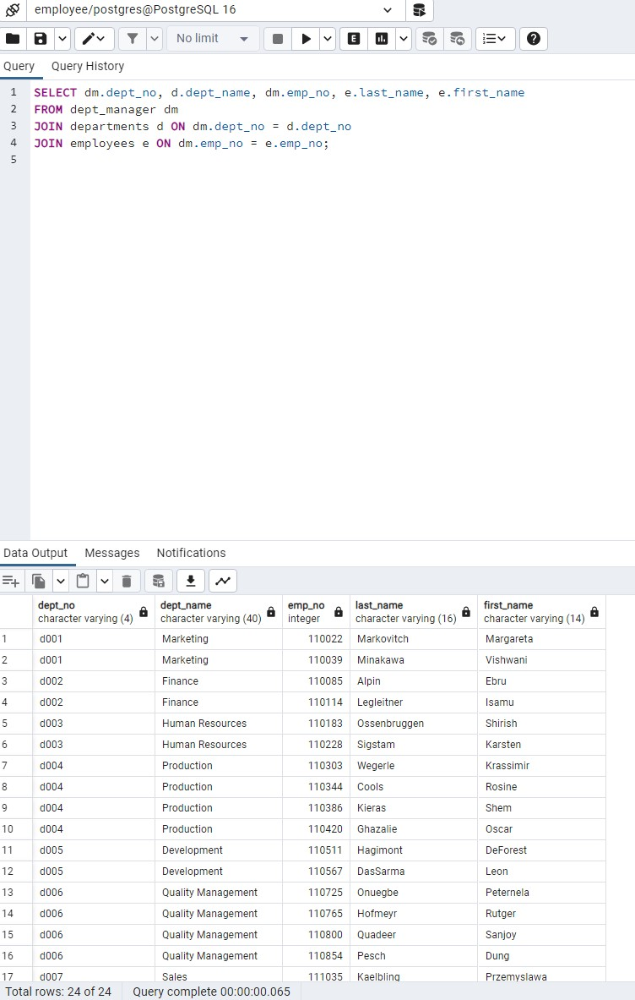 employee/postgres@PostgreSQL 16
No limit
E
Query Query History
1 SELECT dm.dept_no, d.dept_name, dm.emp_no, e.last_name, e.first_name
2 FROM dept_manager dm
3 JOIN departments d ON dm.dept_no = d.dept_no
4 JOIN employees e ON dm.emp_no = e.emp_no;
5
Data Output Messages Notifications
dept_no dept_name emp_no last_name first_name
character varying (4) character varying (40) integer character varying (16) character varying (14)
1 d001 Marketing 110022 Markovitch Margareta
2 d001 Marketing 110039 Minakawa Vishwani
3 d002 Finance 110085 Alpin Ebru
4 d002 Finance 110114 Legleitner Isamu
5 d003 Human Resources 110183 Ossenbruggen Shirish
6 d003 Human Resources 110228 Sigstam Karsten
7 d004 Production 110303 Wegerle Krassimir
8 d004 Production 110344 Cools Rosine
9 d004 Production 110386 Kieras Shem
10 d004 Production 110420 Ghazalie Oscar
11 d005 Development 110511 Hagimont DeForest
12 d005 Development 110567 DasSarma Leon
13 d006 Quality Management 110725 Onuegbe Peternela
14 d006 Quality Management 110765 Hofmeyr Rutger
15 d006 Quality Management 110800 Quadeer Sanjoy
16 d006 Quality Management 110854 Pesch Dung
17 d007 Sales 111035 Kaelbling Przemyslawa
Total rows: 24 of 24 Query complete 00:00:00.065